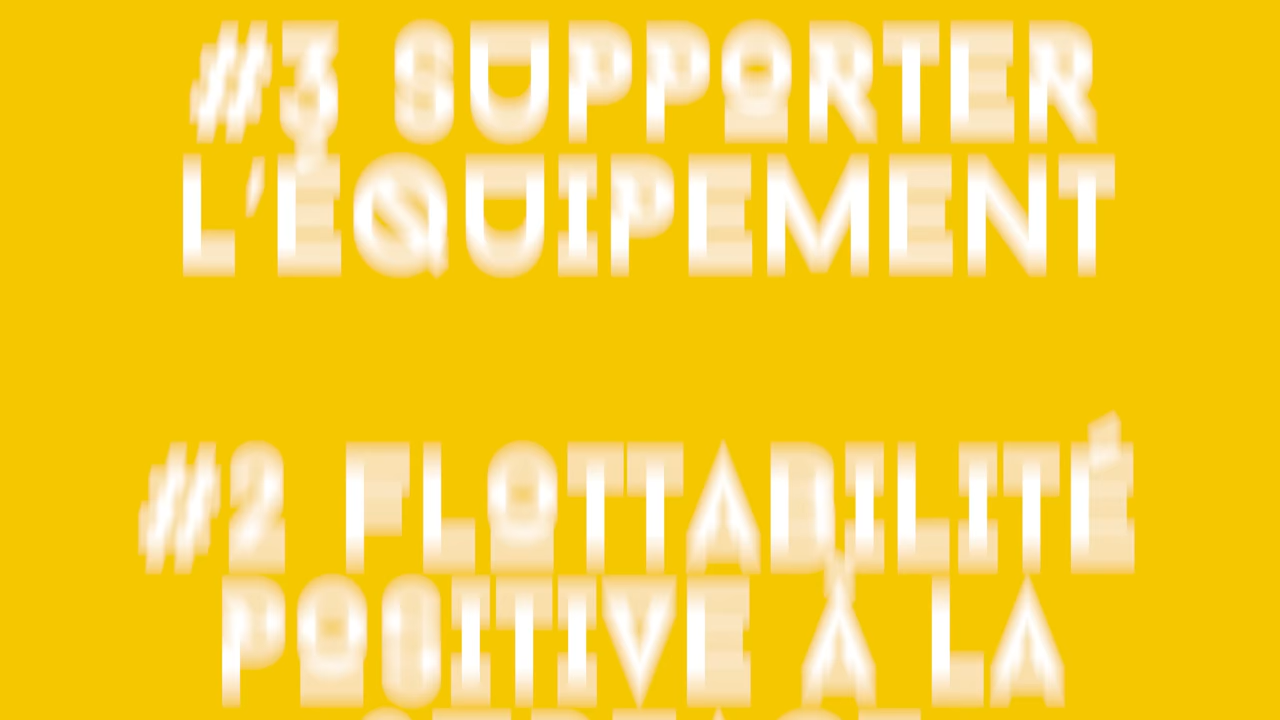 #3 SUPPORTER
L'ÉQUIPEMENT
#2 FLOTTABILITÉ
POSITIVE À LA